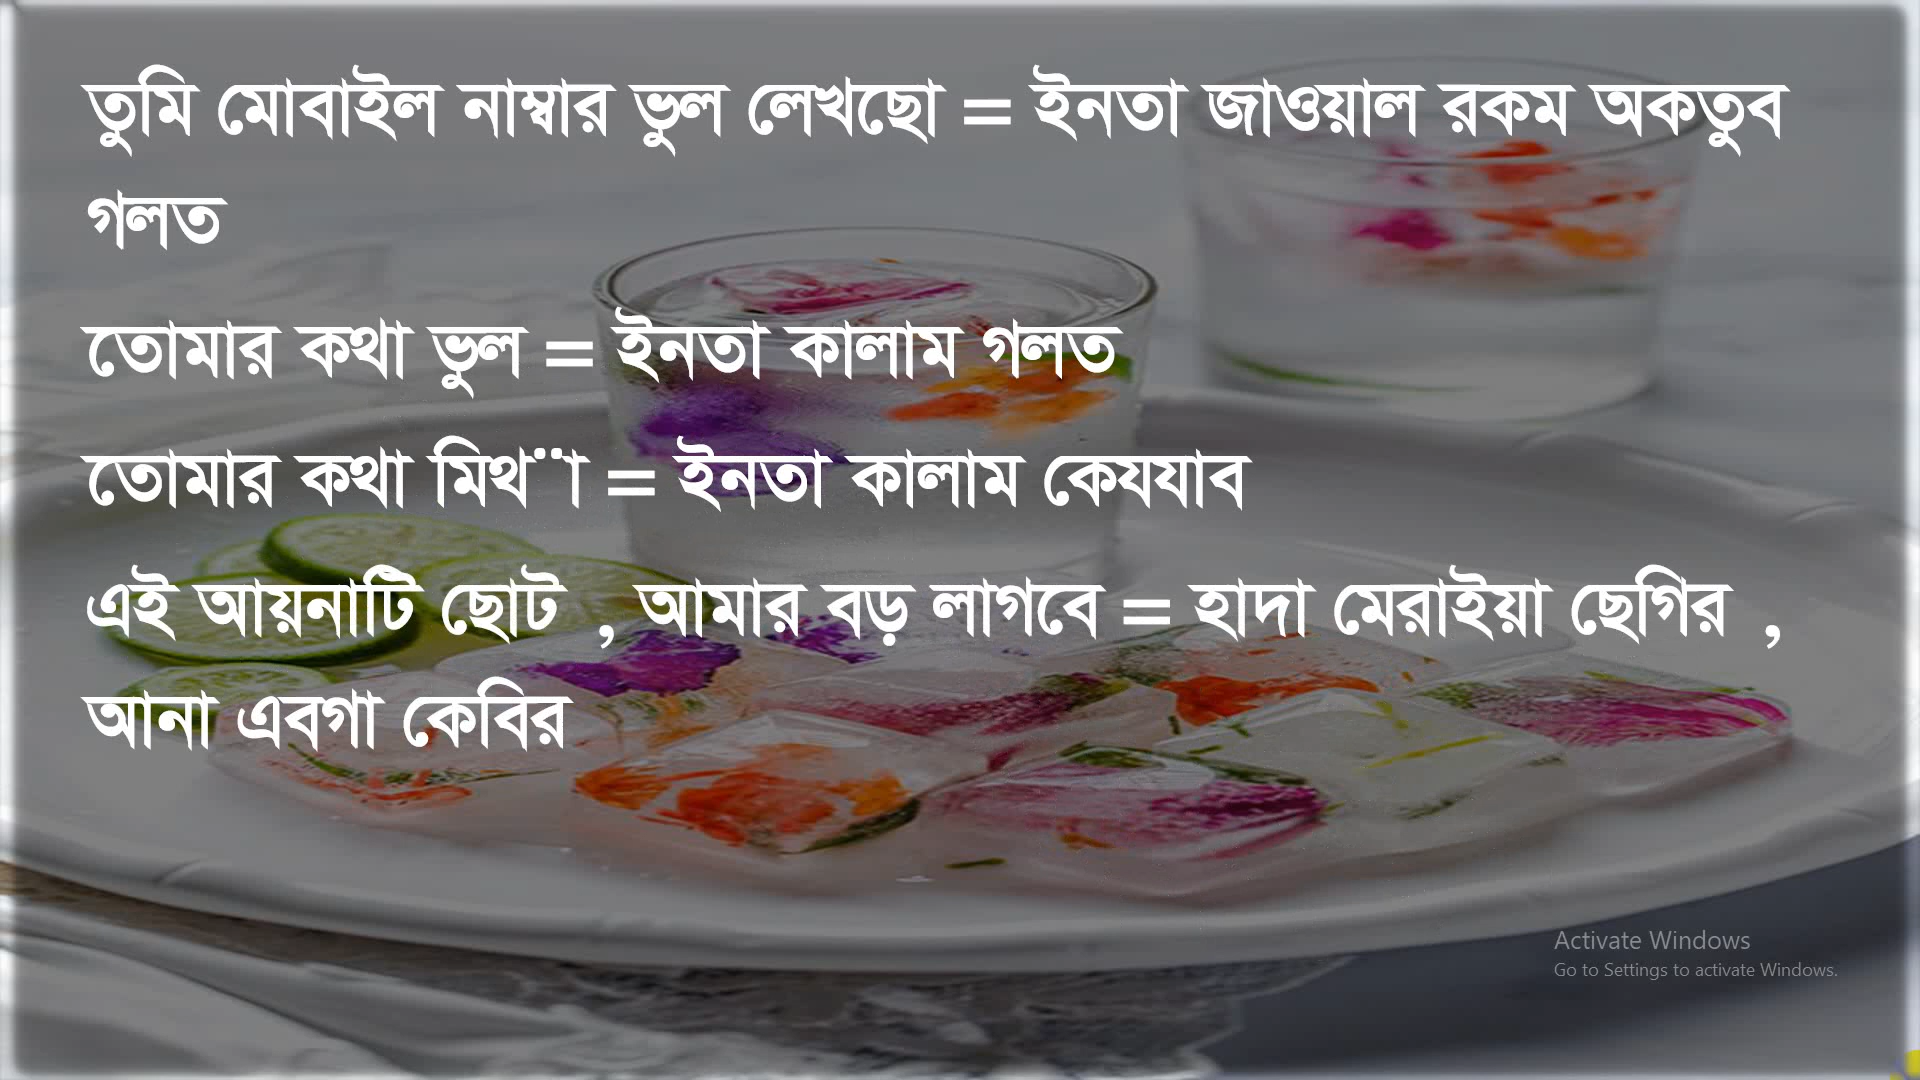 তুমি মোবাইল নাম্বার ভুল লেখছো = ইনতা জাওয়াল রকম অকতুব
গলত
তোমার কথা ভুল = ইনতা কালাম গলত
তোমার কথা মিথ¨া = ইনতা কালাম কেযযাব
এই আয়নাটি ছোট , আমার বড় লাগবে = হাদা মেরাইয়া ছেগির ,
আনা এবগা কেবির
Activate Windows
Go to Settings to activate Windows.